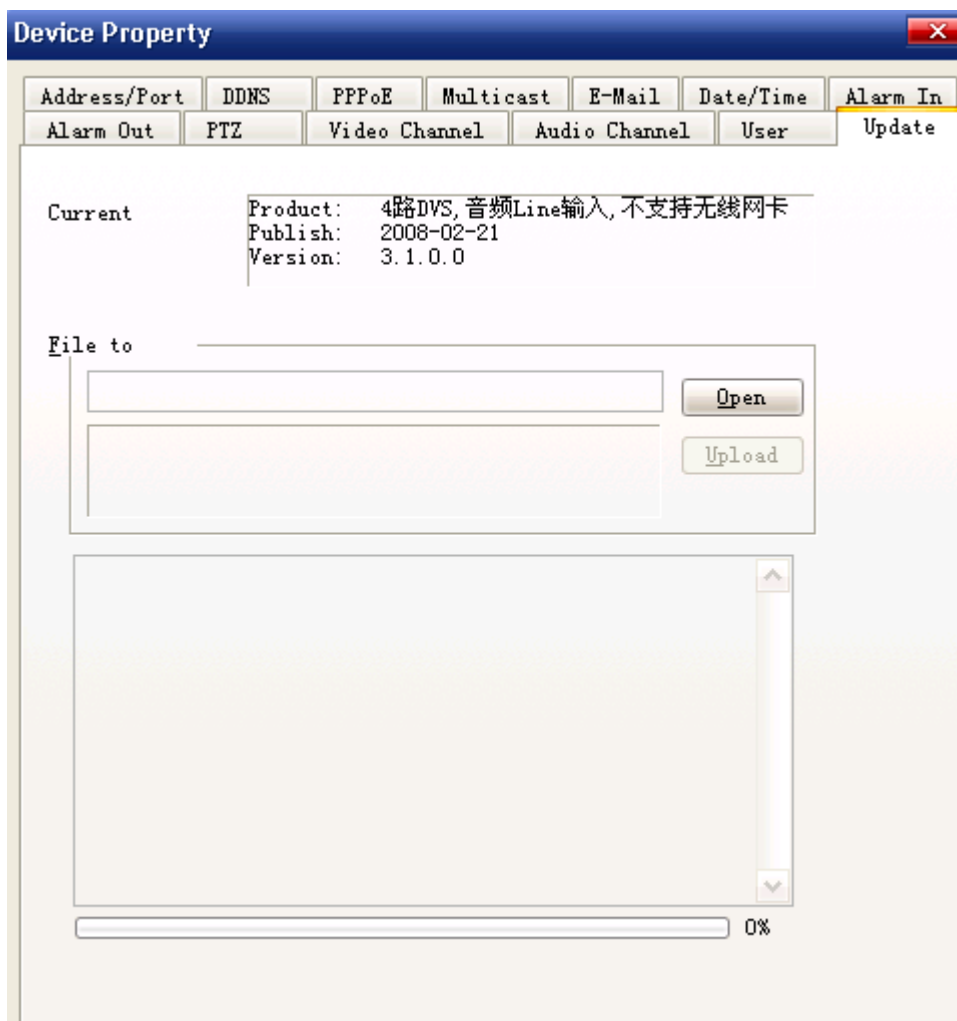 Device Property
Address/Port DDNS PPPoE Multicast E-Mail Date/Time Alarm In
Alarm Out PTZ Video Channel Audio Channel User Update
Current
Product: 4路DVS,音频Line输入,不支持无线网卡
Publish: 2008-02-21
Version: 3.1.0.0
File to
Open
Upload
0%